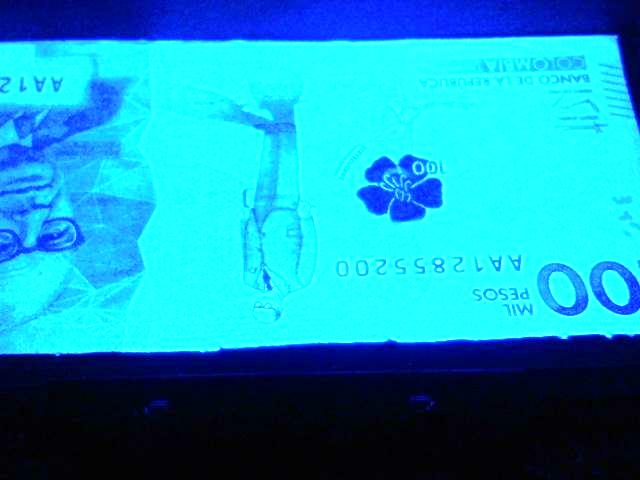 00
MIL
PESOS
AA12855200
100
BANCO DE LA REPUBLICA
COLOMBIA
AA12